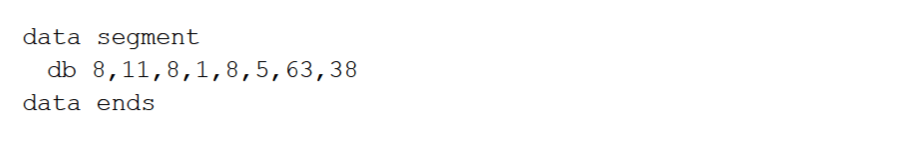 data segment
db 8,11,8,1,8,5,63,38
data ends